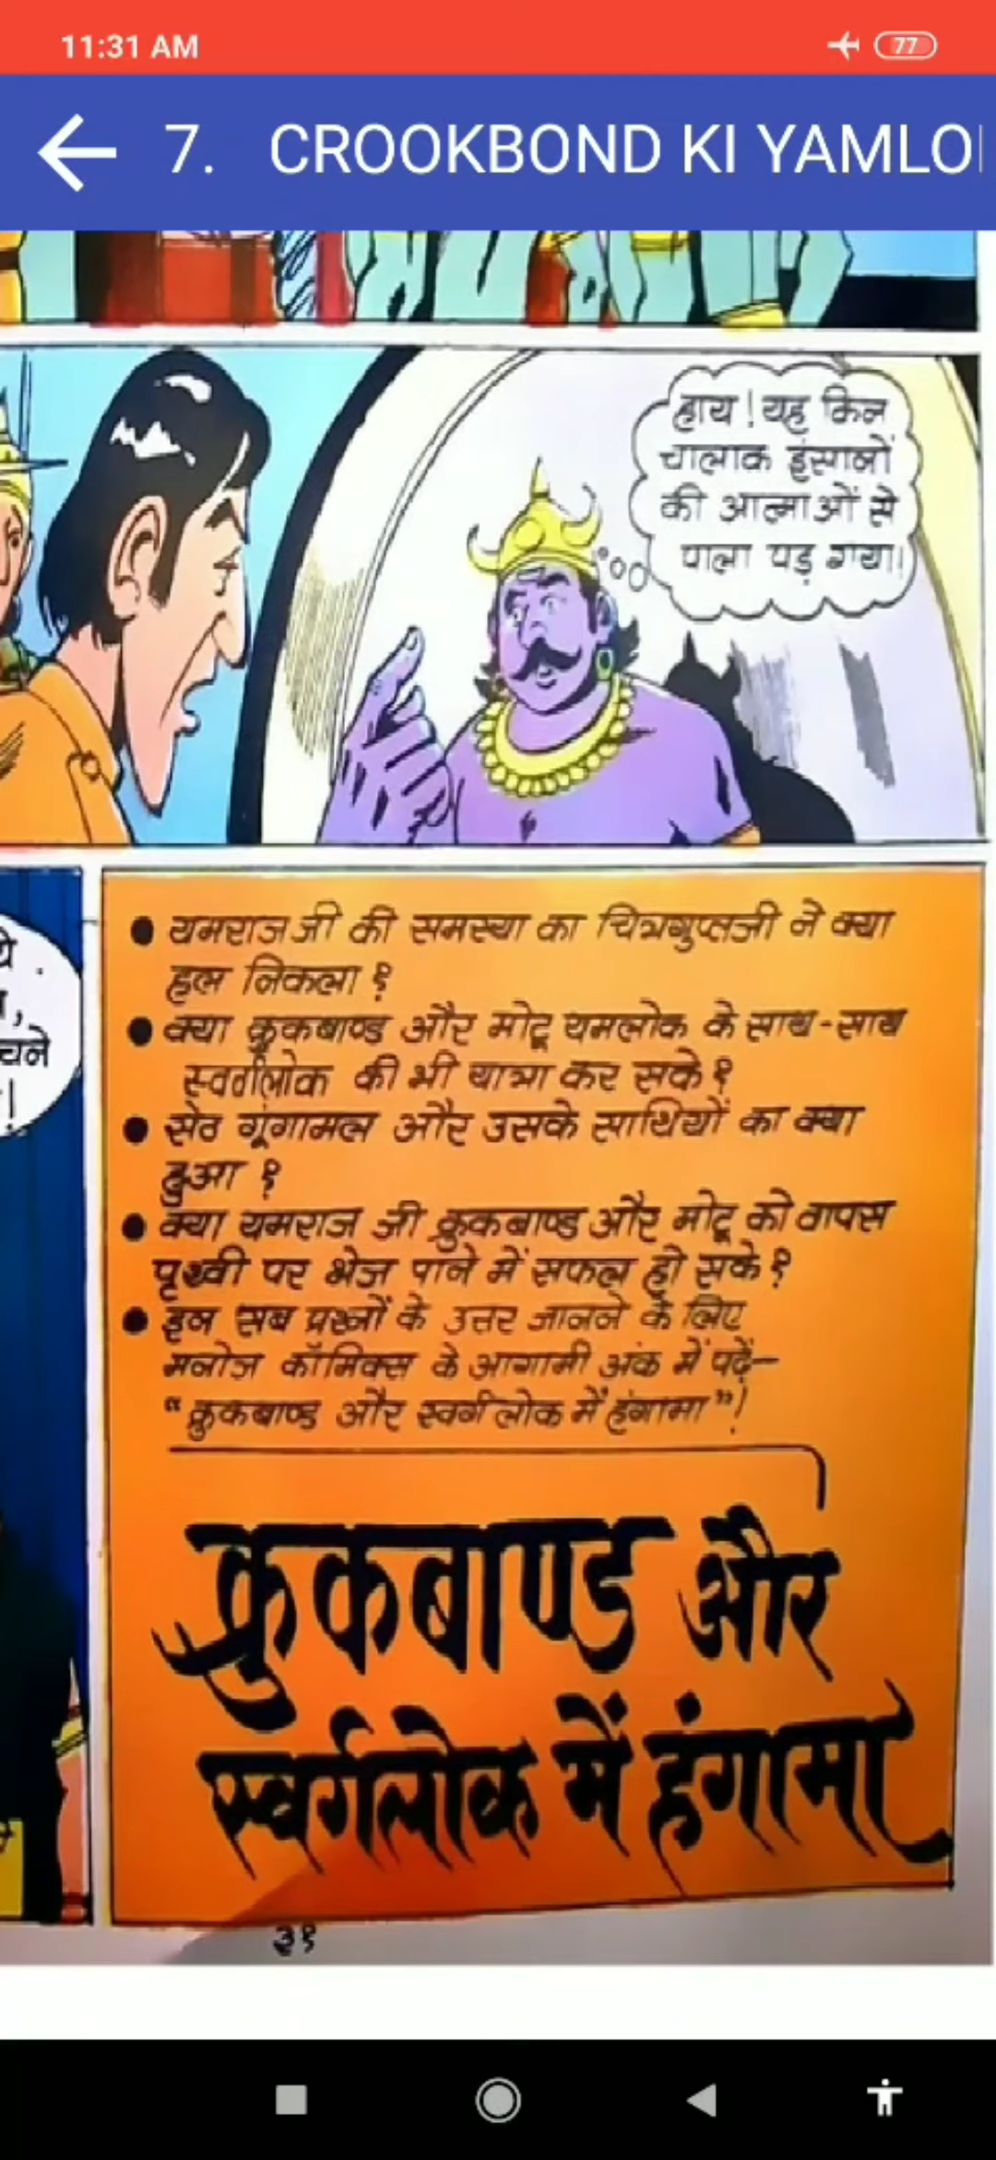 11:31 AM
77
7. CROOKBOND KI YAMLO
हाय! यह किन
चालाक इंसानों
की आत्माओं से
पाला पड़ गया!
चले
● यमराज जी की समस्या का चित्रगुप्तजी ने क्या
हल निकला ?
● क्या क्रूकबाण्ड और मोटू यमलोक के साथ-साथ
स्वर्गलोक की भी यात्रा कर सके ?
● सेठ गूंगामल और उसके साथियों का क्या
हुआ ?
● क्या यमराज जी क्रुकबाण्ड और मोटू को वापस
पृथ्वी पर भेज पाने में सफल हो सके ?
● इन सब प्रश्नों के उत्तर जानने के लिए
मनोज कॉमिक्स के आगामी अंक में पढ़ें—
“क्रुकबाण्ड और स्वर्ग लोक में हंगामा”!
क्रुकबाण्ड और
स्वर्गलोक में हंगामा
३१